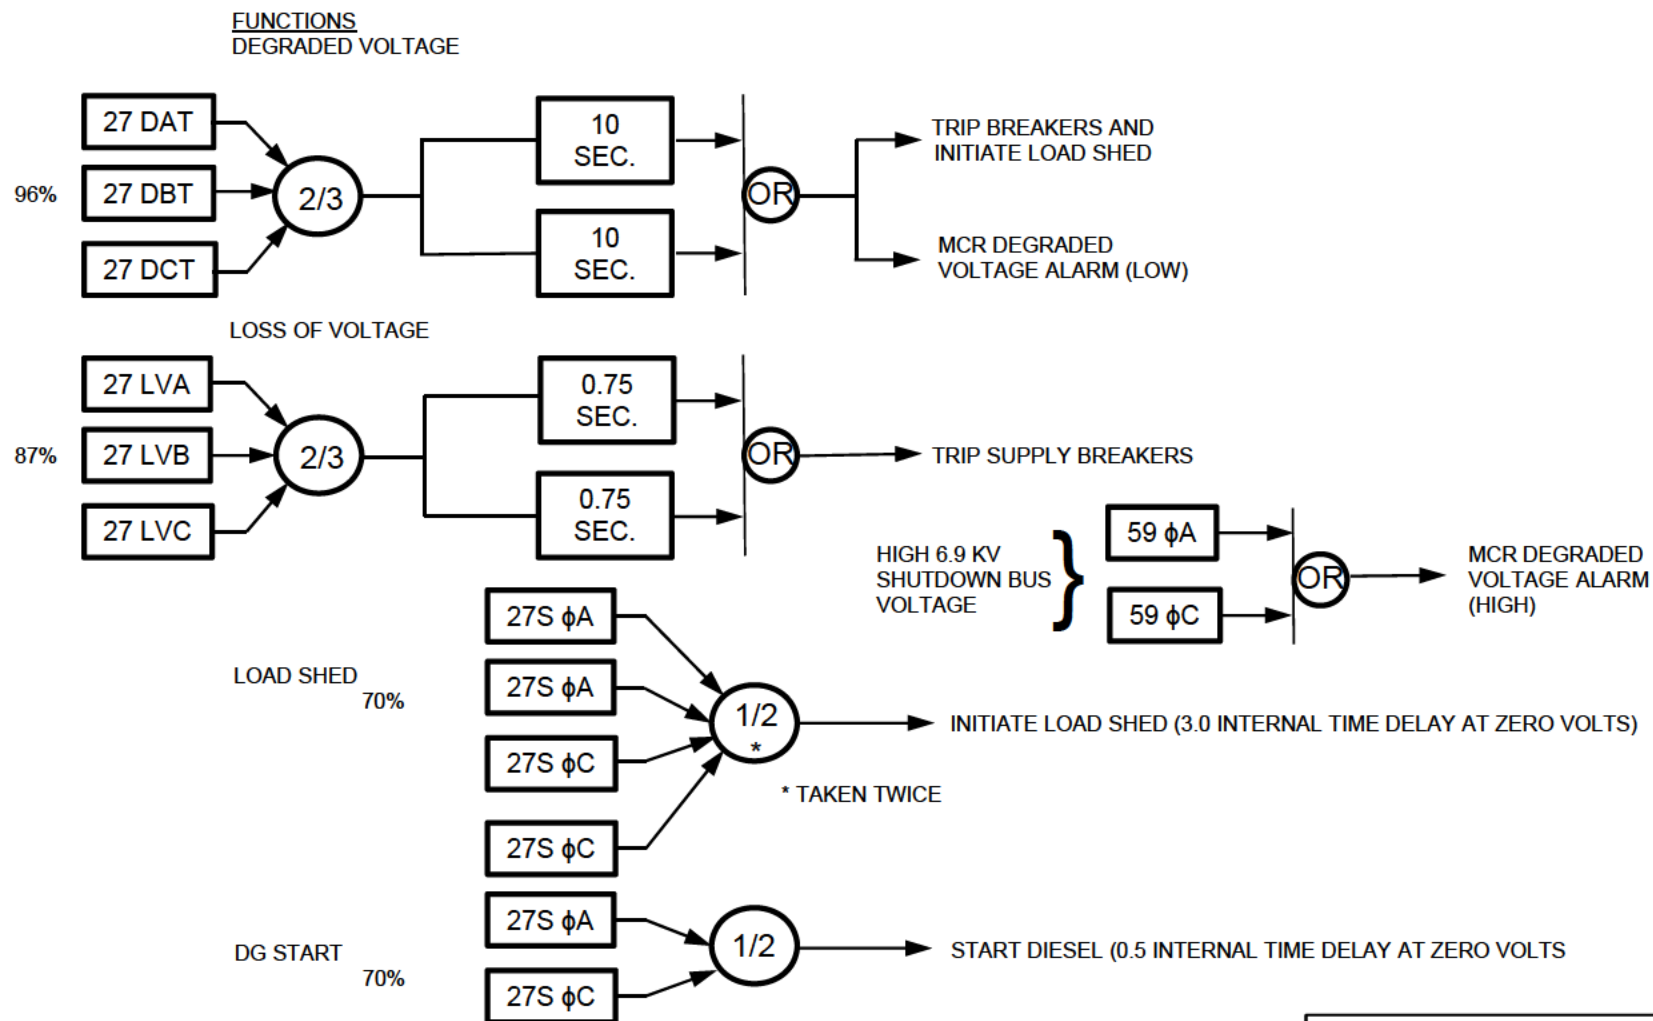 FUNCTIONS
DEGRADED VOLTAGE
27 DAT
96%
27 DBT
27 DCT
2/3
10
SEC.
10
SEC.
OR
TRIP BREAKERS AND
INITIATE LOAD SHED
MCR DEGRADED
VOLTAGE ALARM (LOW)
LOSS OF VOLTAGE
27 LVA
87%
27 LVB
27 LVC
2/3
0.75
SEC.
0.75
SEC.
OR
TRIP SUPPLY BREAKERS
HIGH 6.9 KV
SHUTDOWN BUS
VOLTAGE
}
59 ϕA
59 ϕC
OR
MCR DEGRADED
VOLTAGE ALARM
(HIGH)
LOAD SHED
70%
27S ϕA
27S ϕA
27S ϕC
27S ϕC
1/2
*
INITIATE LOAD SHED (3.0 INTERNAL TIME DELAY AT ZERO VOLTS)
* TAKEN TWICE
DG START
70%
27S ϕA
27S ϕC
1/2
START DIESEL (0.5 INTERNAL TIME DELAY AT ZERO VOLTS